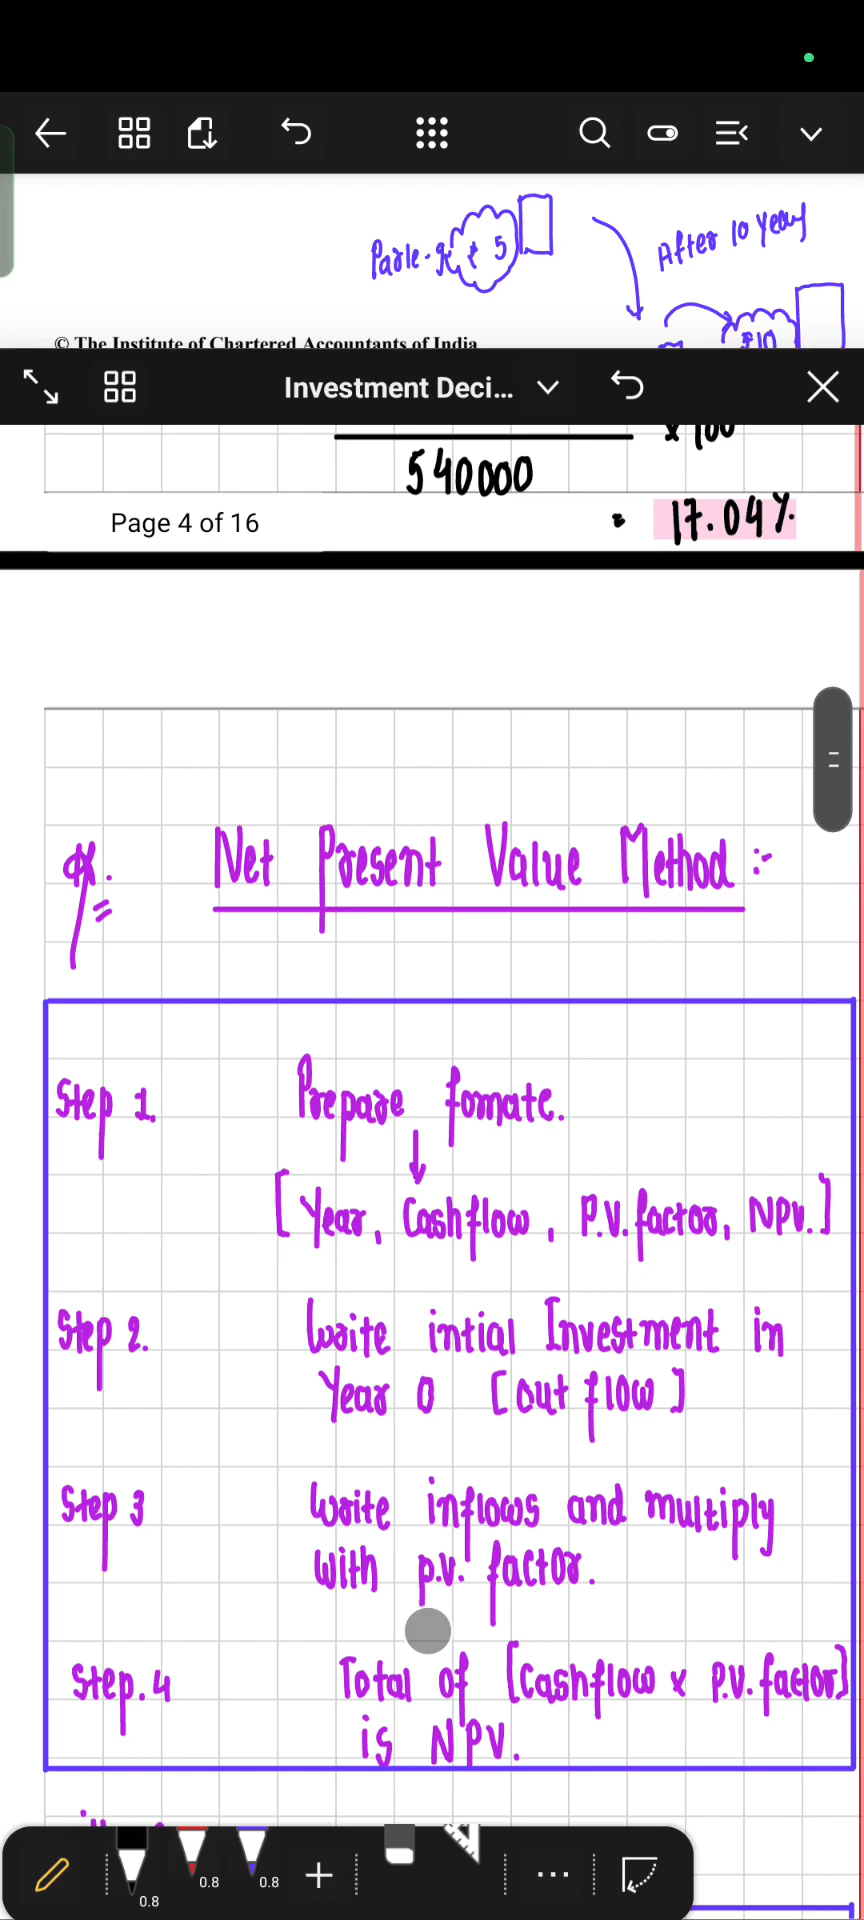 Parle-g ₹ 5
After 10 years
₹10
© The Institute of Chartered Accountants of India
Investment Deci...
x 100
540000
Page 4 of 16
= 17.04%
Net Present Value Method :-
Step 1. Prepare fomate.
[ Year, Cashflow, P.V. factor, NPV. ]
Step 2. Write intial Investment in
Year 0 [out flow]
Step 3 Write inflows and multiply
with p.v. factor.
Step. 4 Total of [Cashflow x P.V. factor]
is NPV.
0.8
0.8
0.8